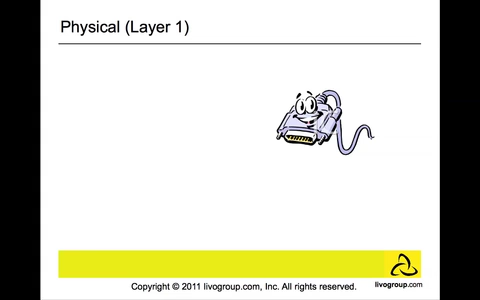 Physical (Layer 1)
livogroup.com
Copyright © 2011 livogroup.com, Inc. All rights reserved.